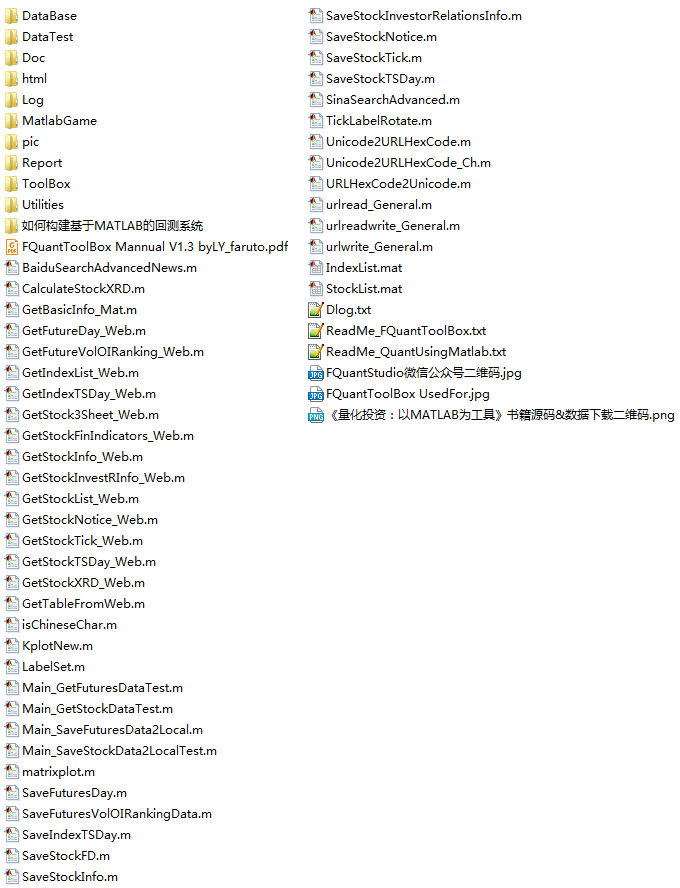 DataBase
DataTest
Doc
html
Log
MatlabGame
pic
Report
ToolBox
Utilities
如何构建基于MATLAB的回测系统
FQuantToolBox Mannual V1.3 byLY_faruto.pdf
BaiduSearchAdvancedNews.m
CalculateStockXRD.m
GetBasicInfo_Mat.m
GetFutureDay_Web.m
GetFutureVolOIRanking_Web.m
GetIndexList_Web.m
GetIndexTSDay_Web.m
GetStock3Sheet_Web.m
GetStockFinIndicators_Web.m
GetStockInfo_Web.m
GetStockInvestRInfo_Web.m
GetStockList_Web.m
GetStockNotice_Web.m
GetStockTick_Web.m
GetStockTSDay_Web.m
GetStockXRD_Web.m
GetTableFromWeb.m
isChineseChar.m
KplotNew.m
LabelSet.m
Main_GetFuturesDataTest.m
Main_GetStockDataTest.m
Main_SaveFuturesData2Local.m
Main_SaveStockData2LocalTest.m
matrixplot.m
SaveFuturesDay.m
SaveFuturesVolOIRankingData.m
SaveIndexTSDay.m
SaveStockFD.m
SaveStockInfo.m
SaveStockInvestorRelationsInfo.m
SaveStockNotice.m
SaveStockTick.m
SaveStockTSDay.m
SinaSearchAdvanced.m
TickLabelRotate.m
Unicode2URLHexCode.m
Unicode2URLHexCode_Ch.m
URLHexCode2Unicode.m
urlread_General.m
urlreadwrite_General.m
urlwrite_General.m
IndexList.mat
StockList.mat
Dlog.txt
ReadMe_FQuantToolBox.txt
ReadMe_QuantUsingMatlab.txt
FQuantStudio微信公众号二维码.jpg
FQuantToolBox UsedFor.jpg
《量化投资：以MATLAB为工具》书籍源码&数据下载二维码.png